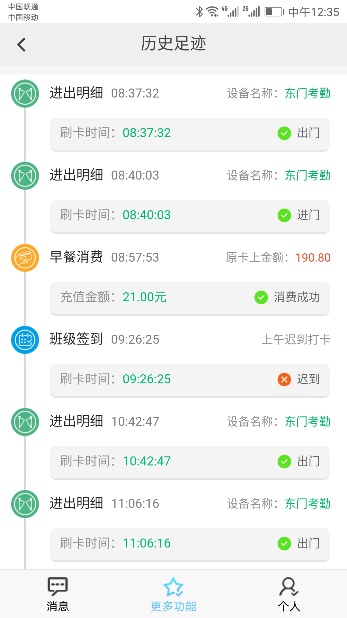 中国联通
中国移动
4G 2G 中午12:35
历史足迹
进出明细 08:37:32 设备名称：东门考勤
刷卡时间：08:37:32 出门
进出明细 08:40:03 设备名称：东门考勤
刷卡时间：08:40:03 进门
早餐消费 08:57:53 原卡上金额：190.80
充值金额：21.00元 消费成功
班级签到 09:26:25 上午迟到打卡
刷卡时间：09:26:25 迟到
进出明细 10:42:47 设备名称：东门考勤
刷卡时间：10:42:47 出门
进出明细 11:06:16 设备名称：东门考勤
刷卡时间：11:06:16 出门
消息 更多功能 个人